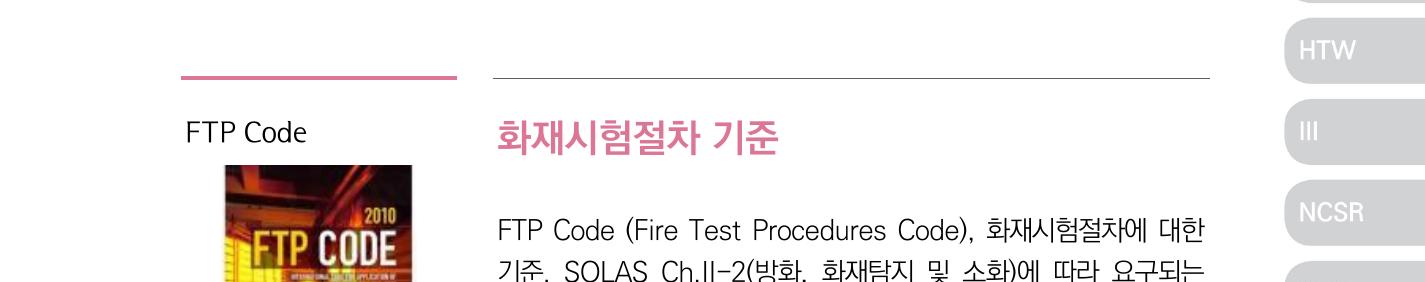 HTW
III
NCSR
FTP Code
2010
FTP CODE
화재시험절차 기준
FTP Code (Fire Test Procedures Code), 화재시험절차에 대한
기준. SOLAS Ch.II-2(방화, 화재탐지 및 소화)에 따라 요구되는